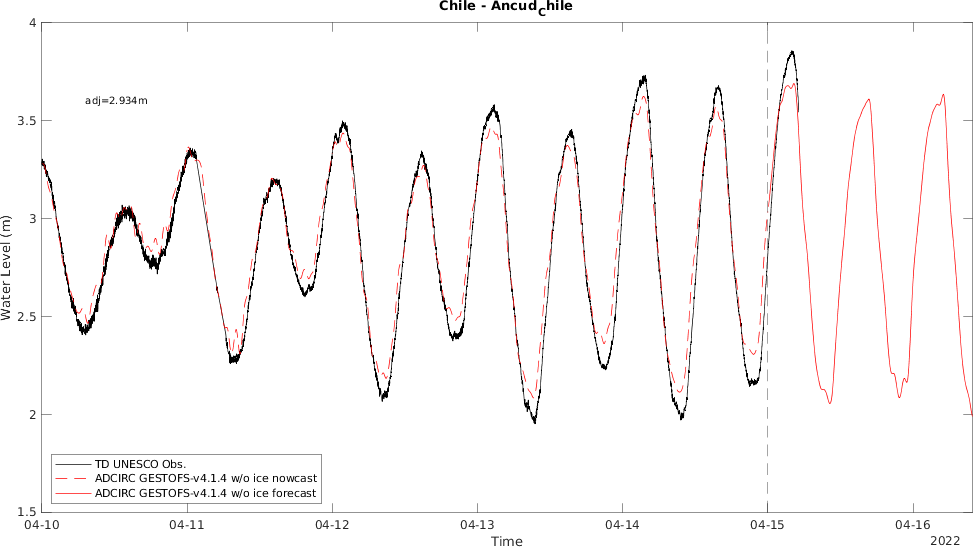 Chile - Ancud_Chile
4
adj=2.934m
3.5
3
Water Level (m)
2.5
2
TD UNESCO Obs.
ADCIRC GESTOFS-v4.1.4 w/o ice nowcast
ADCIRC GESTOFS-v4.1.4 w/o ice forecast
1.5
04-10 04-11 04-12 04-13 04-14 04-15 04-16
Time
2022